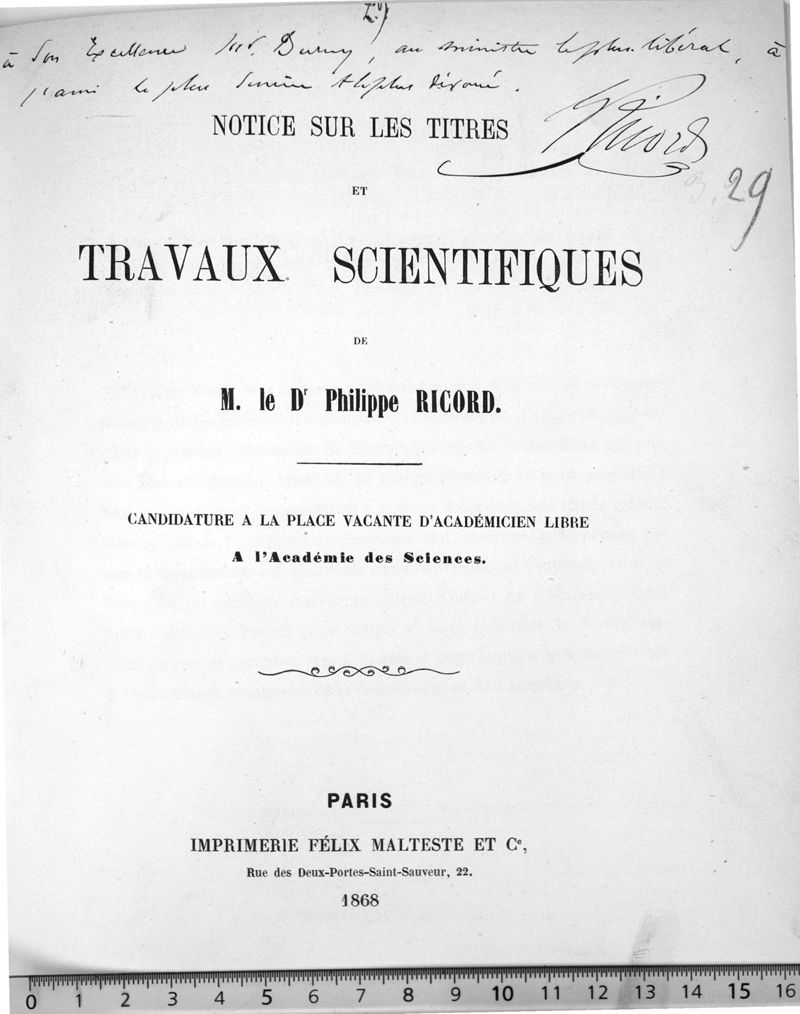 à Son Excellence Mr. Duruy, au ministre le plus libéral, à
l'ami le plus sincère & le plus dévoué.
Ricord
29
NOTICE SUR LES TITRES
ET
TRAVAUX SCIENTIFIQUES
DE
M. le Dr Philippe RICORD.
CANDIDATURE A LA PLACE VACANTE D'ACADÉMICIEN LIBRE
A l'Académie des Sciences.
PARIS
IMPRIMERIE FÉLIX MALTESTE ET Ce,
Rue des Deux-Portes-Saint-Sauveur, 22.
1868
0 1 2 3 4 5 6 7 8 9 10 11 12 13 14 15 16